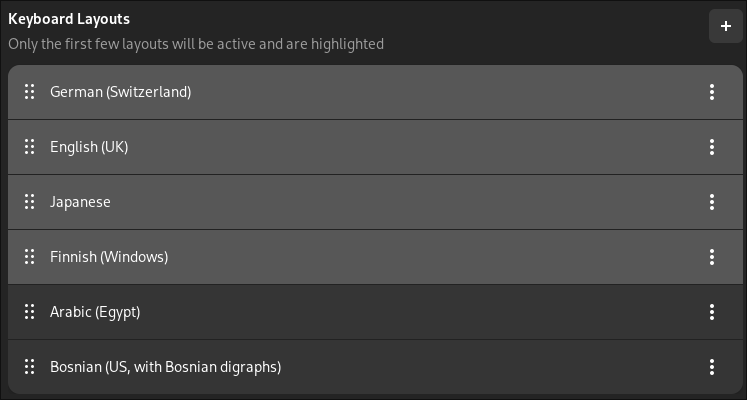 Keyboard Layouts
Only the first few layouts will be active and are highlighted
German (Switzerland)
English (UK)
Japanese
Finnish (Windows)
Arabic (Egypt)
Bosnian (US, with Bosnian digraphs)